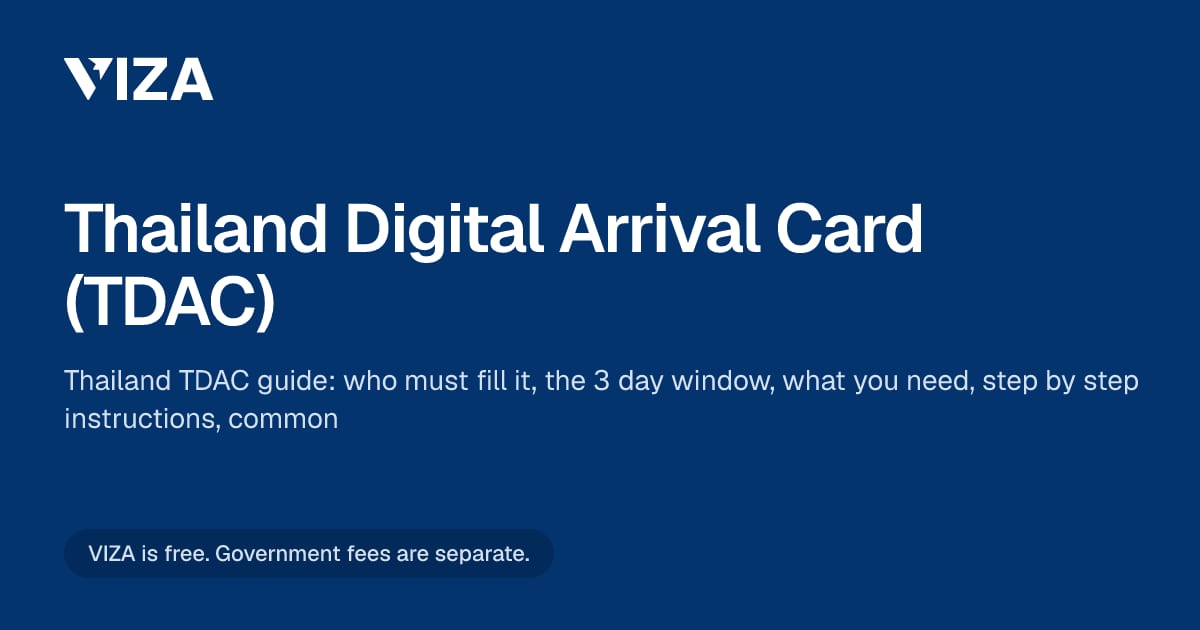 VIZA
Thailand Digital Arrival Card
(TDAC)
Thailand TDAC guide: who must fill it, the 3 day window, what you need, step by step
instructions, common
VIZA is free. Government fees are separate.